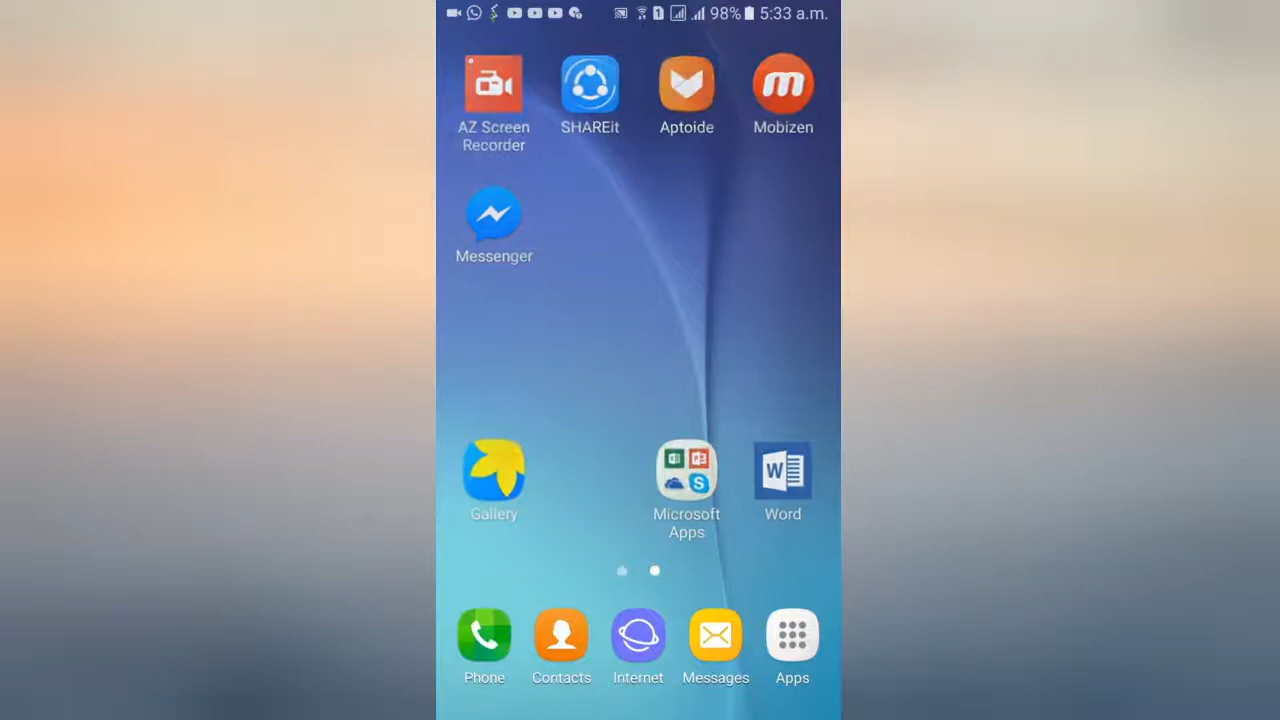 1 98% 5:33 a.m.
AZ Screen Recorder
SHAREit
Aptoide
Mobizen
Messenger
Gallery
Microsoft Apps
W
Word
Phone
Contacts
Internet
Messages
Apps